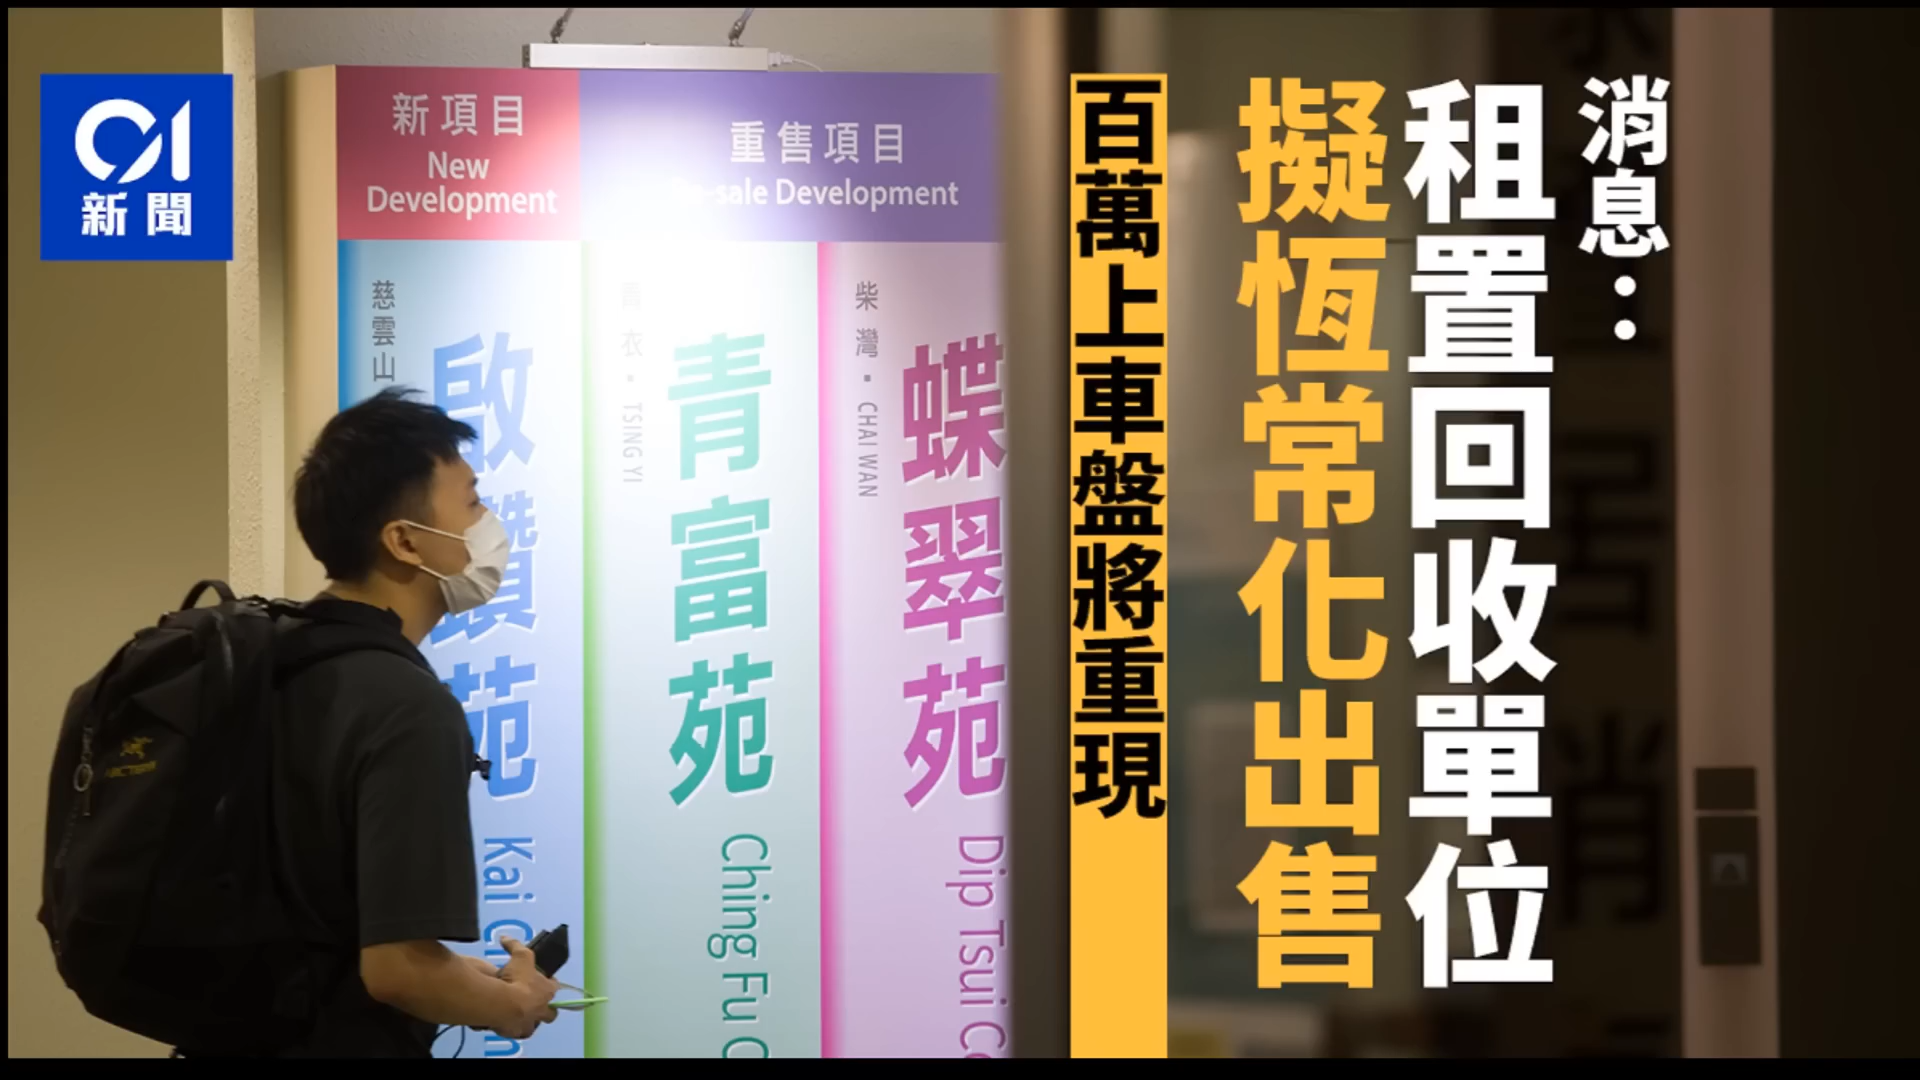 01
新聞
消息：
租置回收單位
擬恆常化出售
百萬上車盤將重現
新項目
New
Development
重售項目
-sale Development
慈雲山
啟鑽苑
Kai
青衣・TSING YI
青富苑
Ching Fu
柴灣・CHAI WAN
蝶翠苑
Dip Tsui